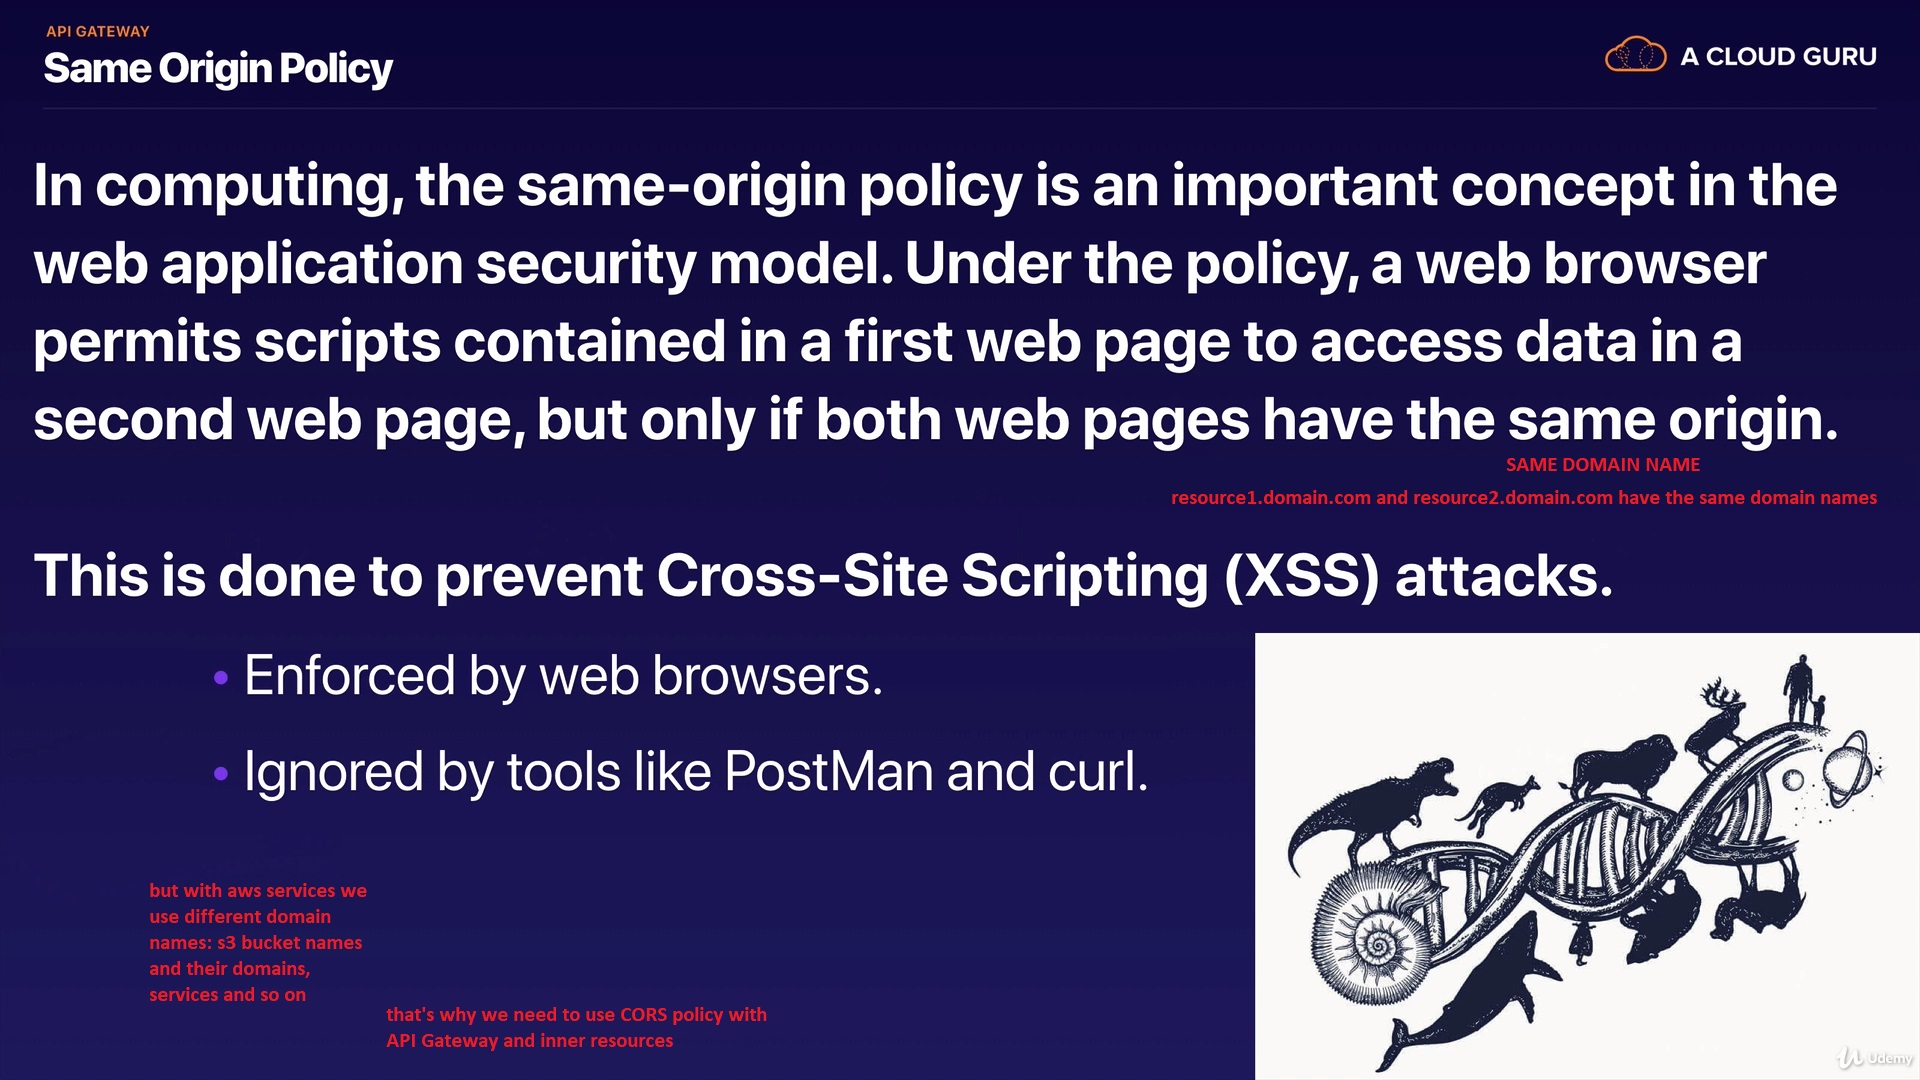 API GATEWAY
Same Origin Policy
A CLOUD GURU
In computing, the same-origin policy is an important concept in the
web application security model. Under the policy, a web browser
permits scripts contained in a first web page to access data in a
second web page, but only if both web pages have the same origin.
SAME DOMAIN NAME
resource1.domain.com and resource2.domain.com have the same domain names
This is done to prevent Cross-Site Scripting (XSS) attacks.
• Enforced by web browsers.
• Ignored by tools like PostMan and curl.
but with aws services we
use different domain
names: s3 bucket names
and their domains,
services and so on
that's why we need to use CORS policy with
API Gateway and inner resources
Udemy